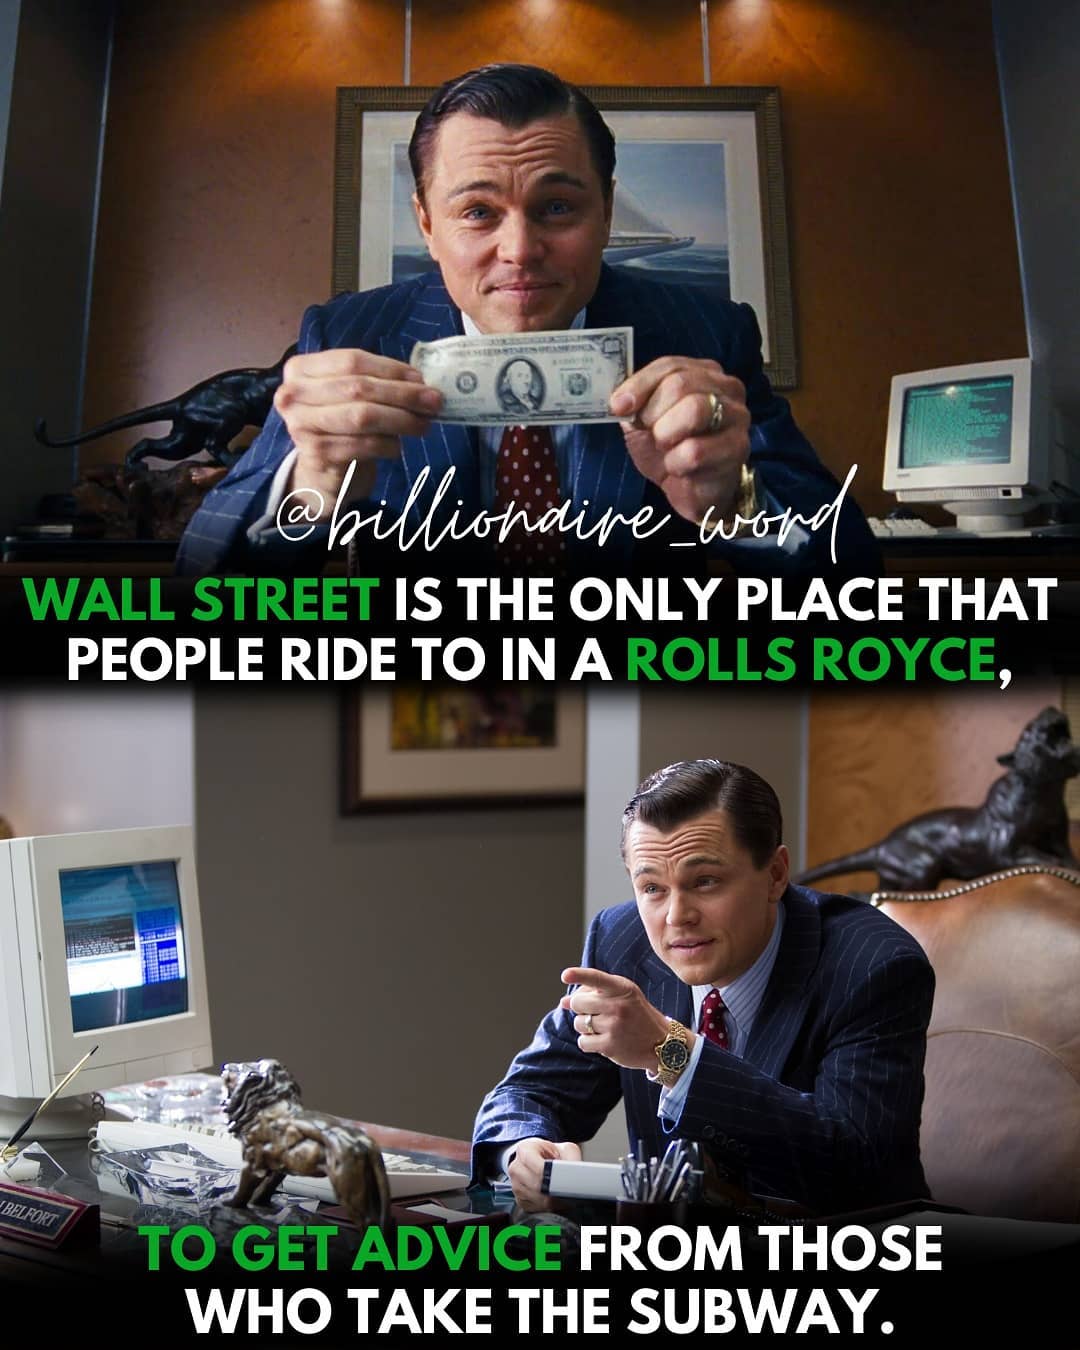 @billionaire_word
WALL STREET IS THE ONLY PLACE THAT
PEOPLE RIDE TO IN A ROLLS ROYCE,
BELFORT
TO GET ADVICE FROM THOSE
WHO TAKE THE SUBWAY.